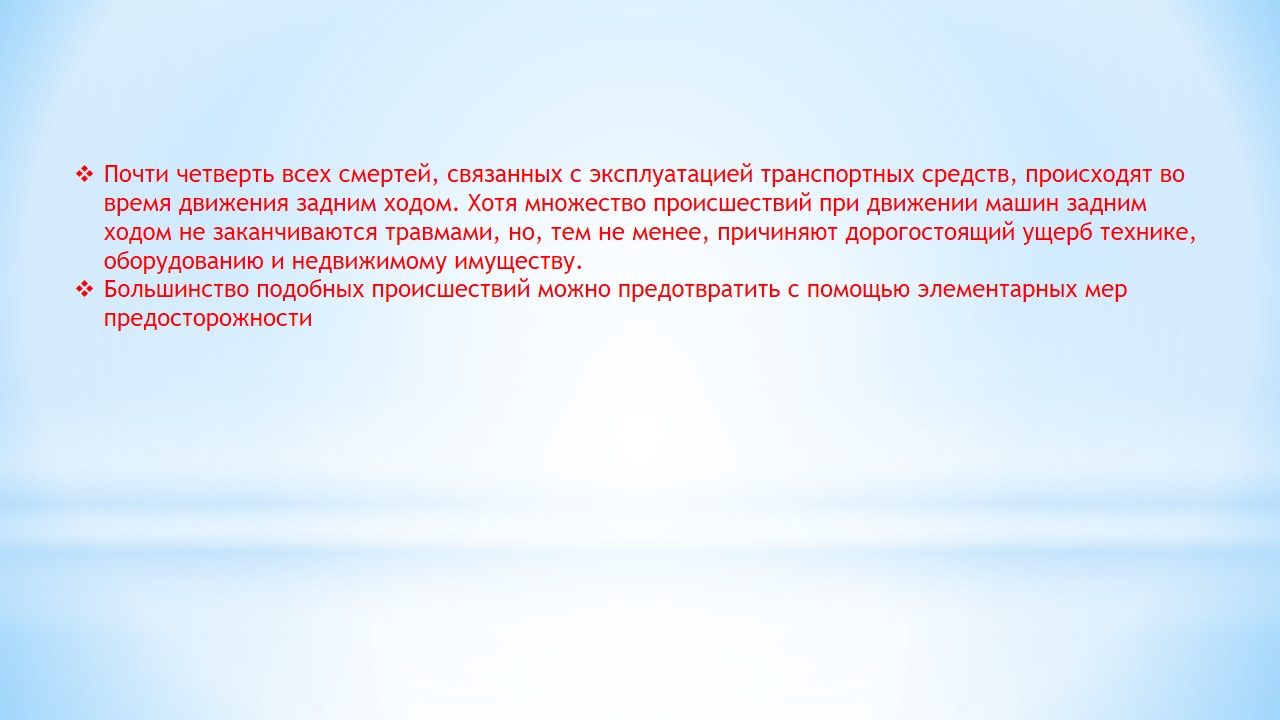 ❖ Почти четверть всех смертей, связанных с эксплуатацией транспортных средств, происходят во
время движения задним ходом. Хотя множество происшествий при движении машин задним
ходом не заканчиваются травмами, но, тем не менее, причиняют дорогостоящий ущерб технике,
оборудованию и недвижимому имуществу.
❖ Большинство подобных происшествий можно предотвратить с помощью элементарных мер
предосторожности